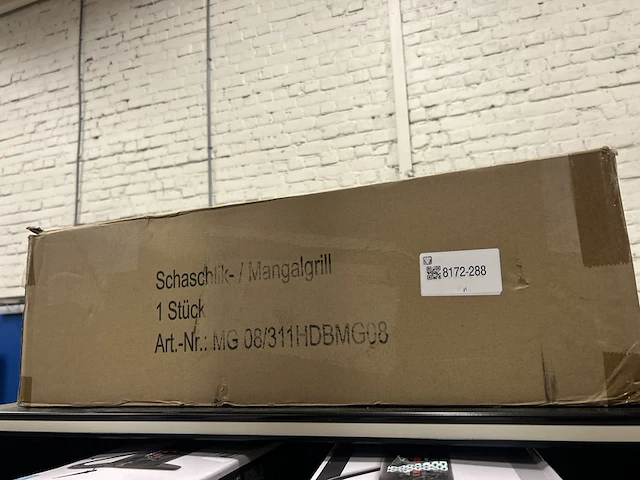 Schaschlik- / Mangalgrill
1 Stück
Art.-Nr.: MG 08/311HDBMG08
8172-288